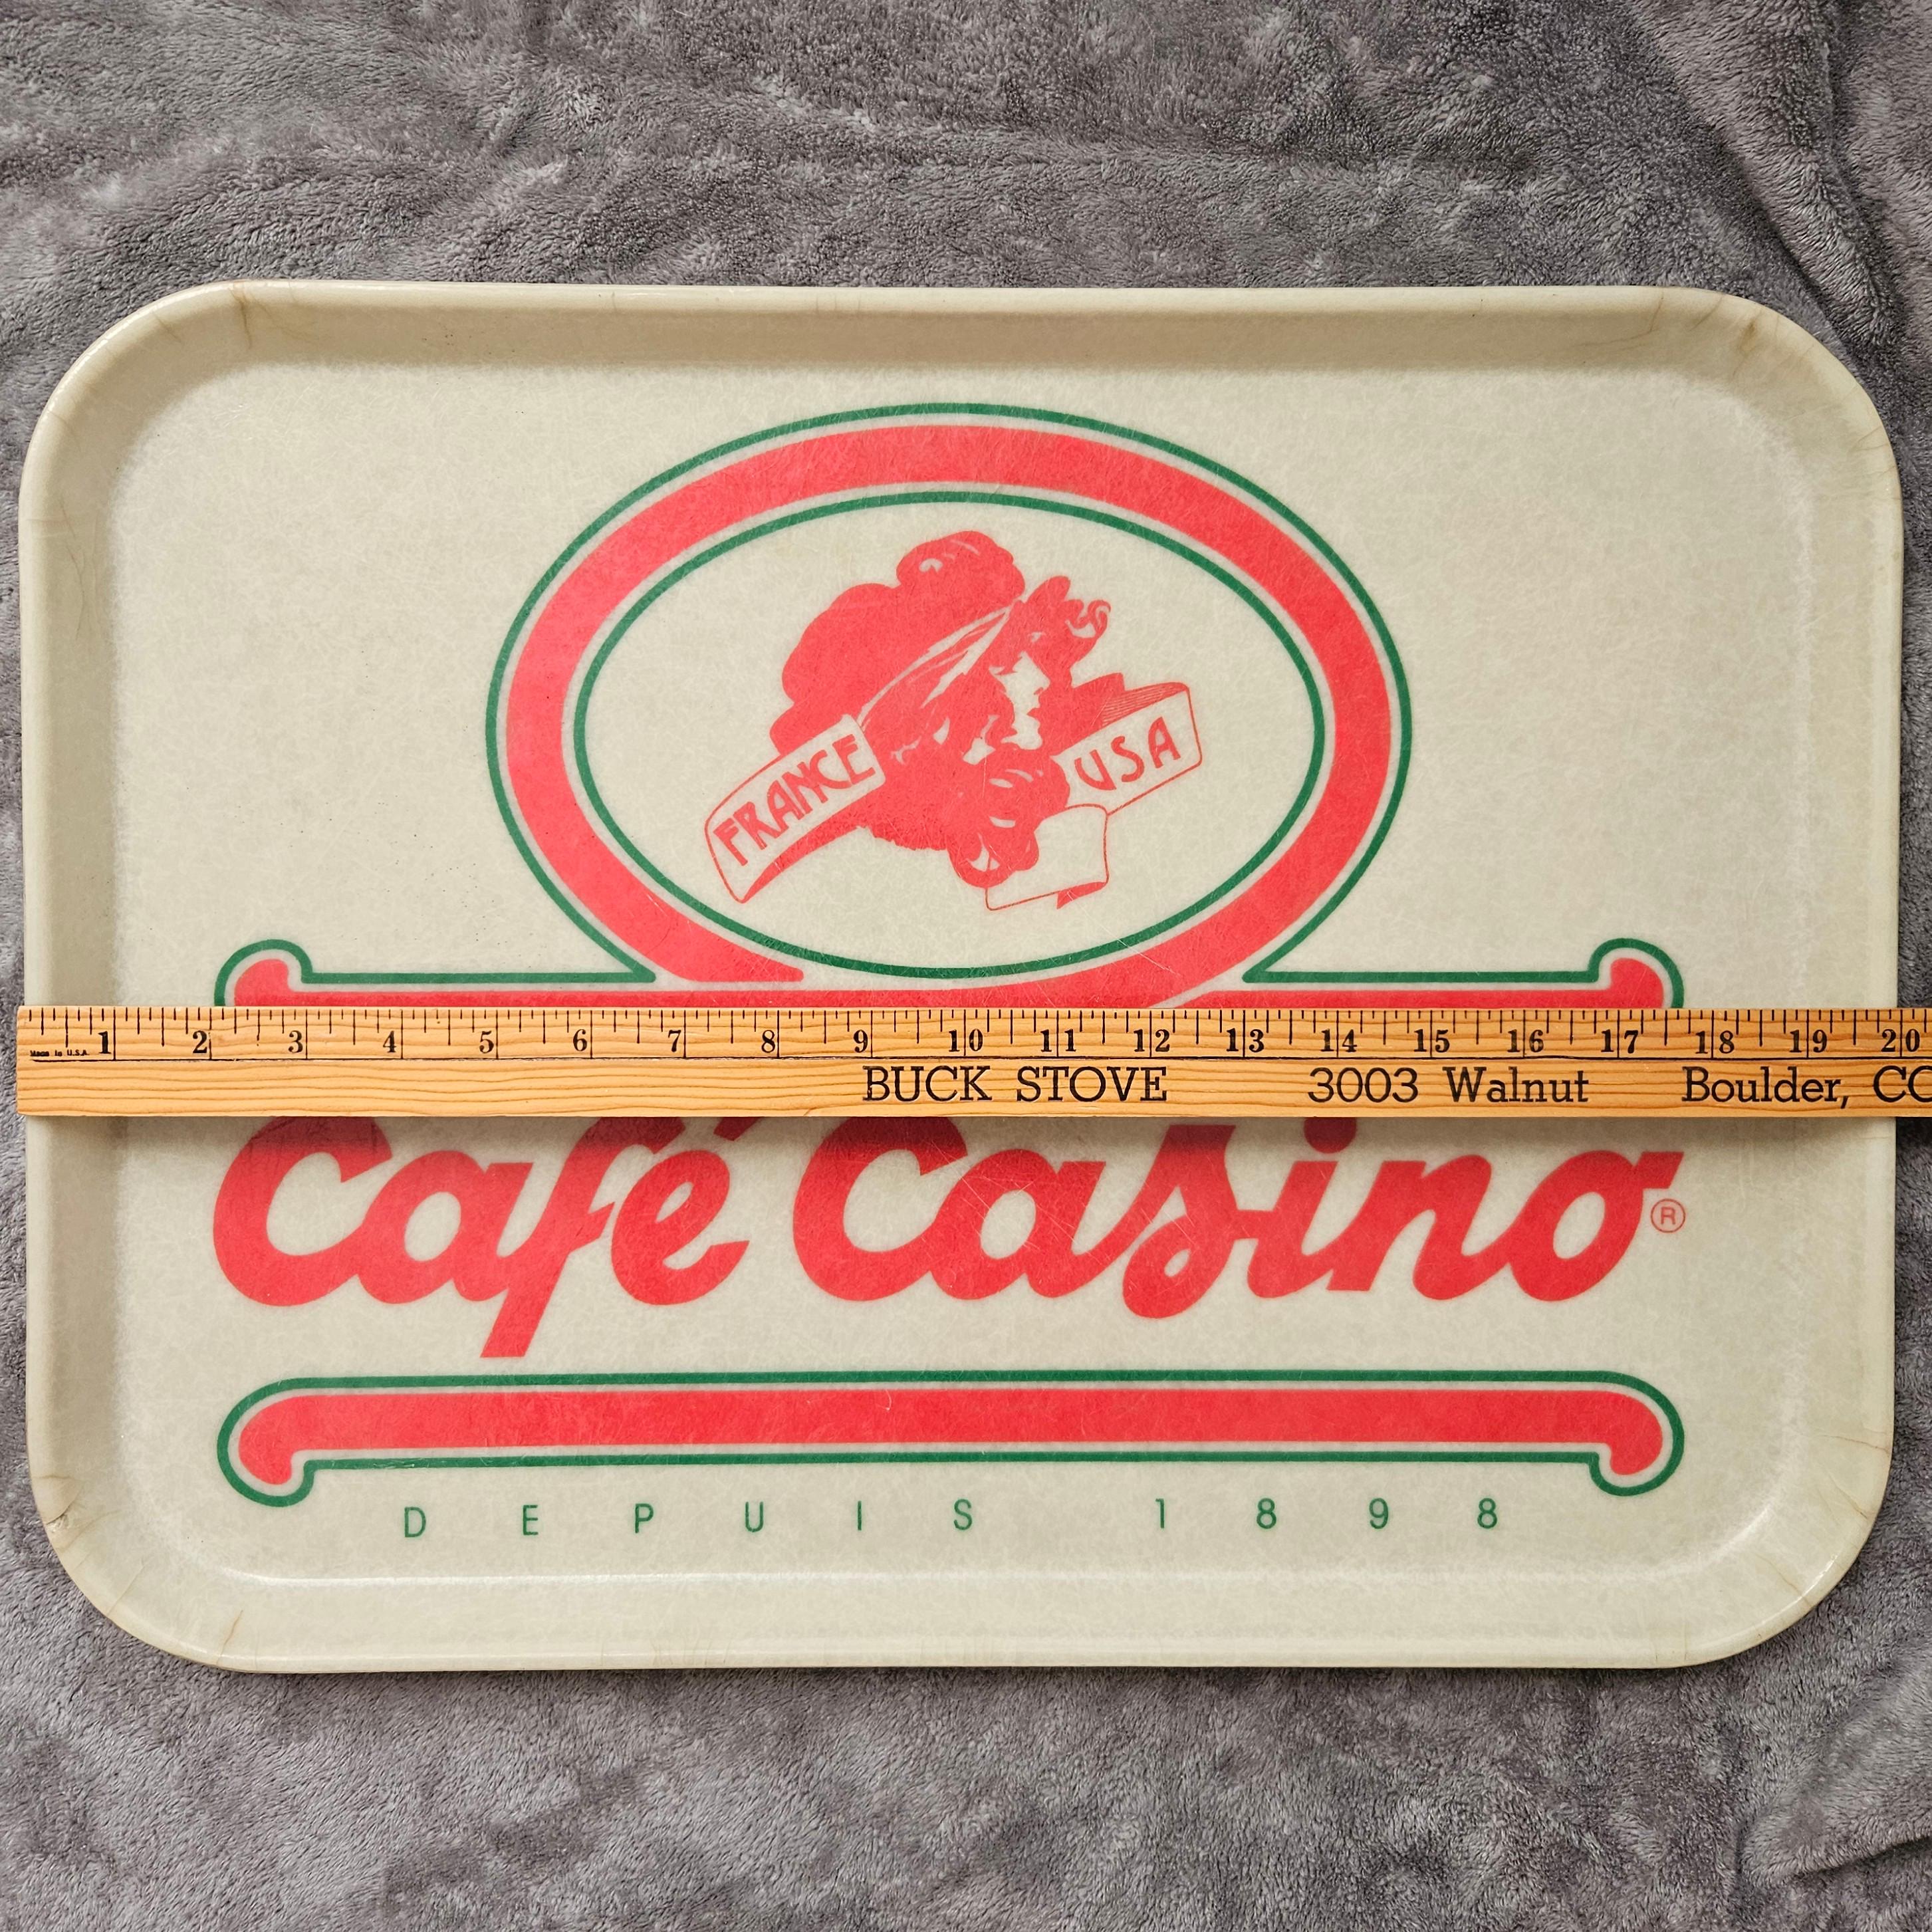 FRANCE USA
Made in U.S.A. 1 2 3 4 5 6 7 8 9 10 11 12 13 14 15 16 17 18 19 20
BUCK STOVE 3003 Walnut Boulder, CO
Café Casino ®
DEPUIS 1898